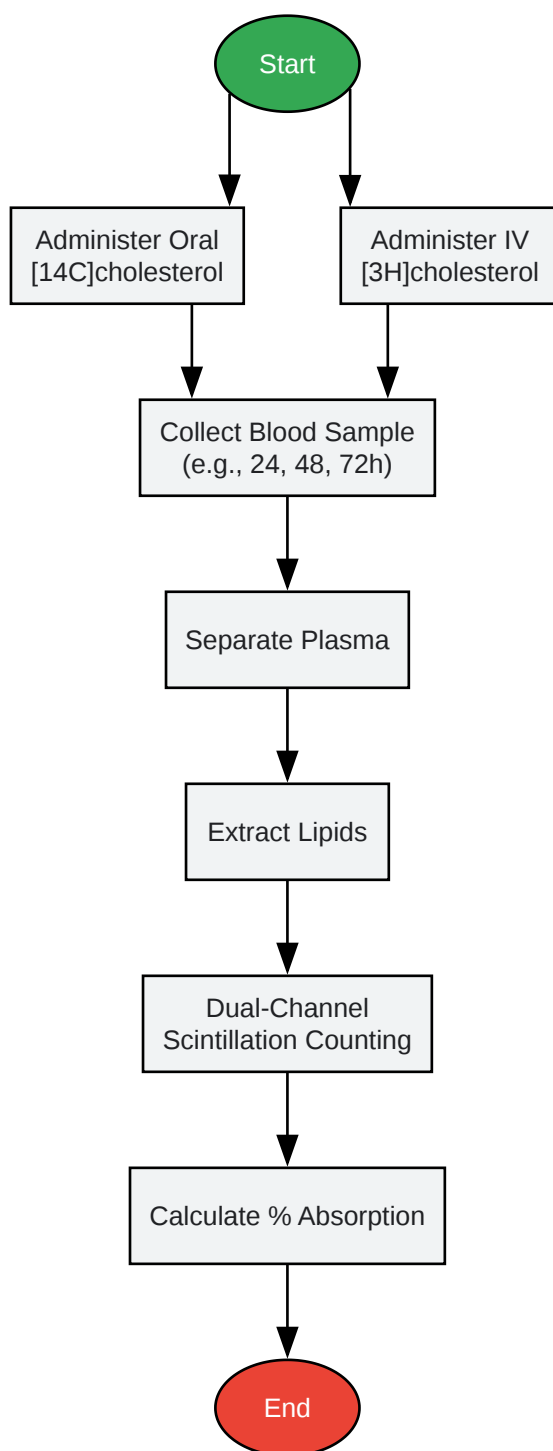 Start
Administer Oral
[14C]cholesterol
Administer IV
[3H]cholesterol
Collect Blood Sample
(e.g., 24, 48, 72h)
Separate Plasma
Extract Lipids
Dual-Channel
Scintillation Counting
Calculate % Absorption
End